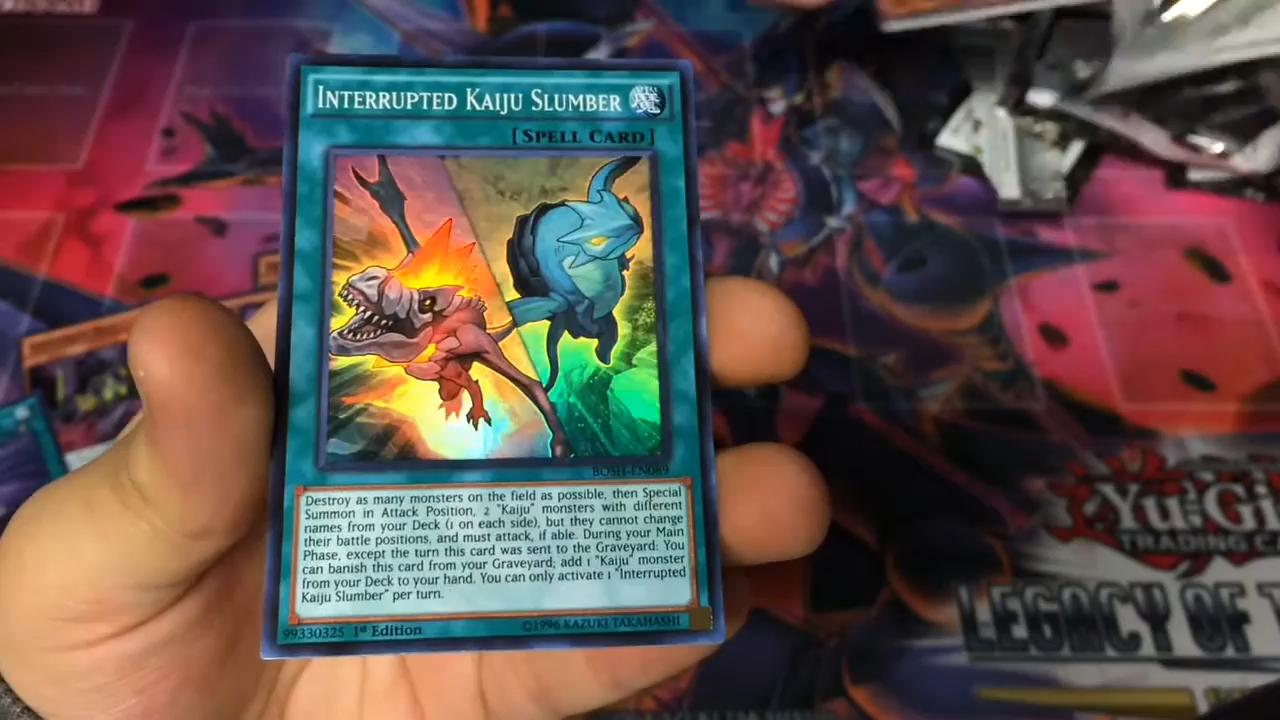 INTERRUPTED KAIJU SLUMBER
[SPELL CARD]
BOSH-EN089
Destroy as many monsters on the field as possible, then Special
Summon in Attack Position, 2 "Kaiju" monsters with different
names from your Deck (1 on each side), but they cannot change
their battle positions, and must attack, if able. During your Main
Phase, except the turn this card was sent to the Graveyard: You
can banish this card from your Graveyard; add 1 "Kaiju" monster
from your Deck to your hand. You can only activate 1 "Interrupted
Kaiju Slumber" per turn.
99330325 1st Edition
©1996 KAZUKI TAKAHASHI
Yu-Gi
TRADING CA
LEGACY OF